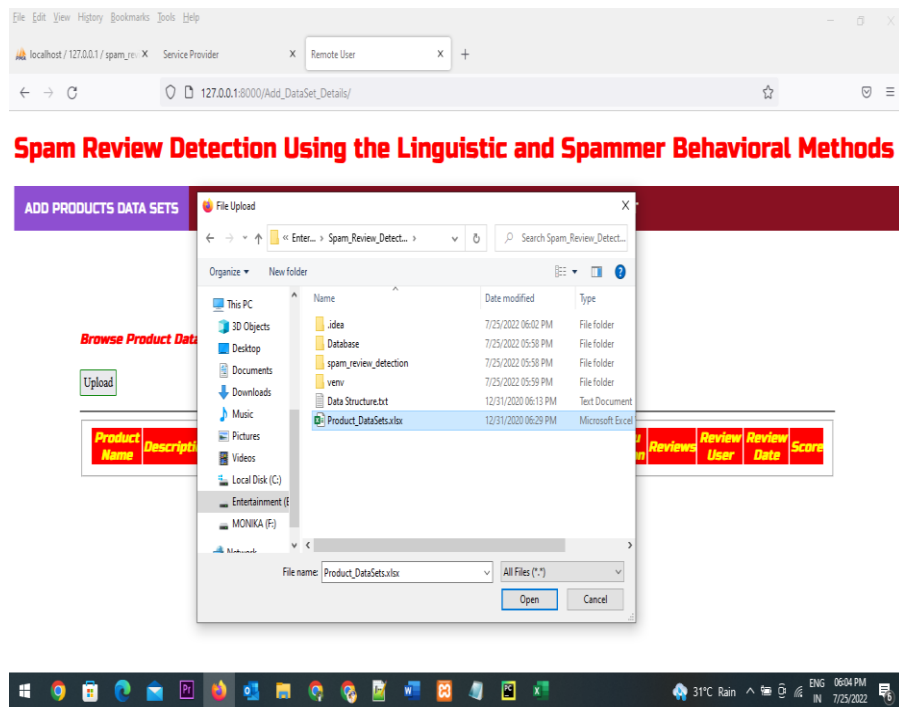 File Edit View History Bookmarks Tools Help
localhost / 127.0.0.1 / spam_rev X Service Provider X Remote User X +
127.0.0.1:8000/Add_DataSet_Details/
Spam Review Detection Using the Linguistic and Spammer Behavioral Methods
ADD PRODUCTS DATA SETS
File Upload X
« Enter... > Spam_Review_Detect... > Search Spam_Review_Detect...
Organize New folder
This PC
3D Objects
Desktop
Documents
Downloads
Music
Pictures
Videos
Local Disk (C:)
Entertainment (E
MONIKA (F:)
Network
Name Date modified Type
.idea 7/25/2022 06:02 PM File folder
Database 7/25/2022 05:58 PM File folder
spam_review_detection 7/25/2022 05:58 PM File folder
venv 7/25/2022 05:59 PM File folder
Data Structure.txt 12/31/2020 06:13 PM Text Document
Product_DataSets.xlsx 12/31/2020 06:29 PM Microsoft Excel
File name: Product_DataSets.xlsx All Files (*.*)
Open Cancel
Browse Product Data
Upload
Product Name Descripti Reviews Review User Review Date Score
31°C Rain ENG IN 06:04 PM 7/25/2022 6